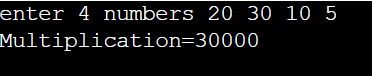 enter 4 numbers 20 30 10 5
Multiplication=30000